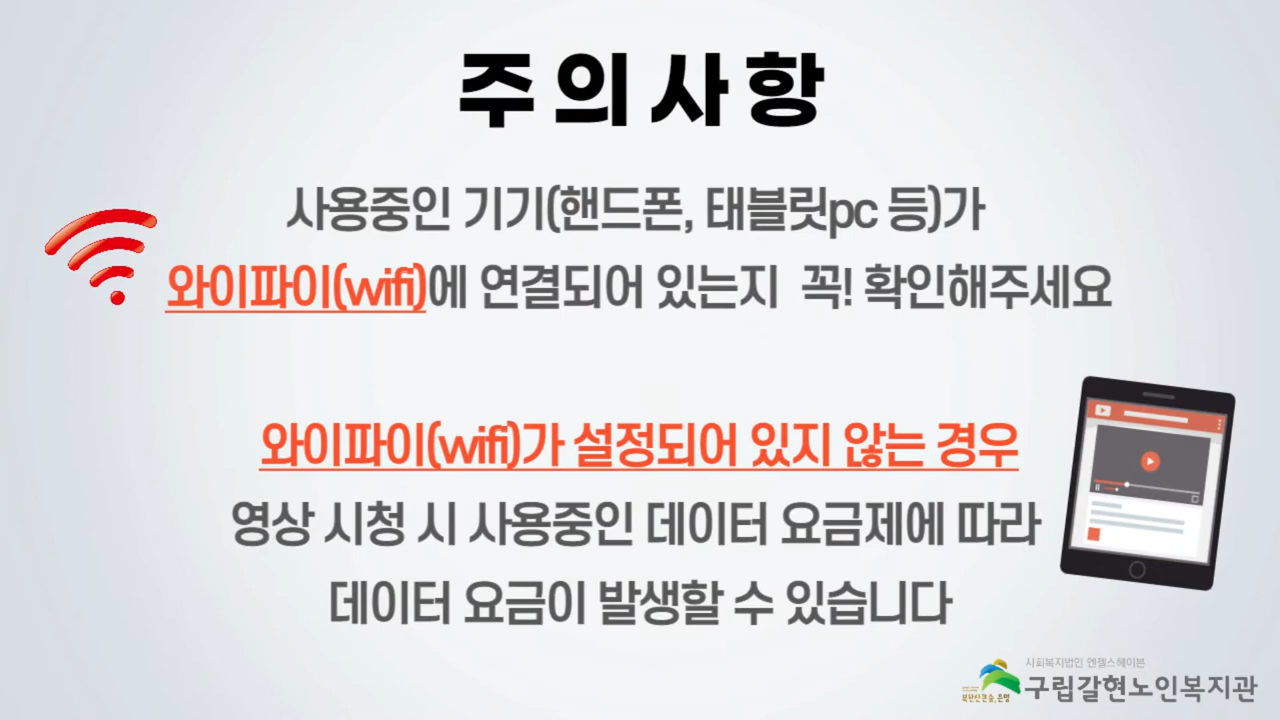 주의사항
사용중인 기기(핸드폰, 태블릿pc 등)가
와이파이(wifi)에 연결되어 있는지 꼭! 확인해주세요
와이파이(wifi)가 설정되어 있지 않는 경우
영상 시청 시 사용중인 데이터 요금제에 따라
데이터 요금이 발생할 수 있습니다
사회복지법인 엔젤스헤이븐
구립갈현노인복지관